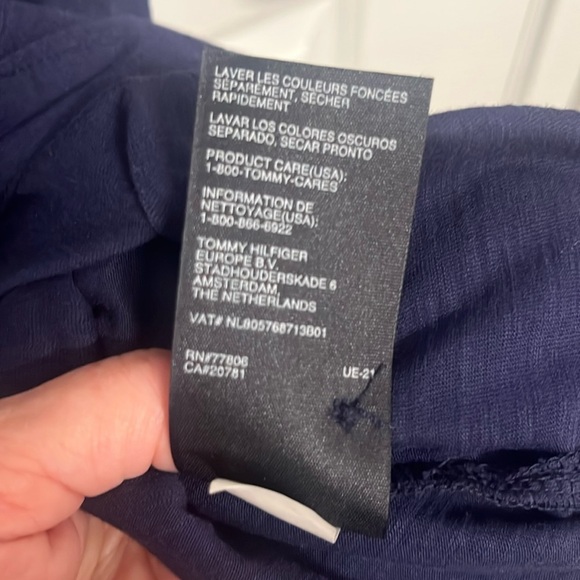 LAVER LES COULEURS FONCÉES
SÉPARÉMENT, SÉCHER
RAPIDEMENT
LAVAR LOS COLORES OSCUROS
SEPARADO, SECAR PRONTO
PRODUCT CARE(USA):
1-800-TOMMY-CARES
INFORMATION DE
NETTOYAGE(USA):
1-800-866-6922
TOMMY HILFIGER
EUROPE B.V.
STADHOUDERSKADE 6
AMSTERDAM,
THE NETHERLANDS
VAT# NL805768713B01
RN#77806
CA#20781 UE-21